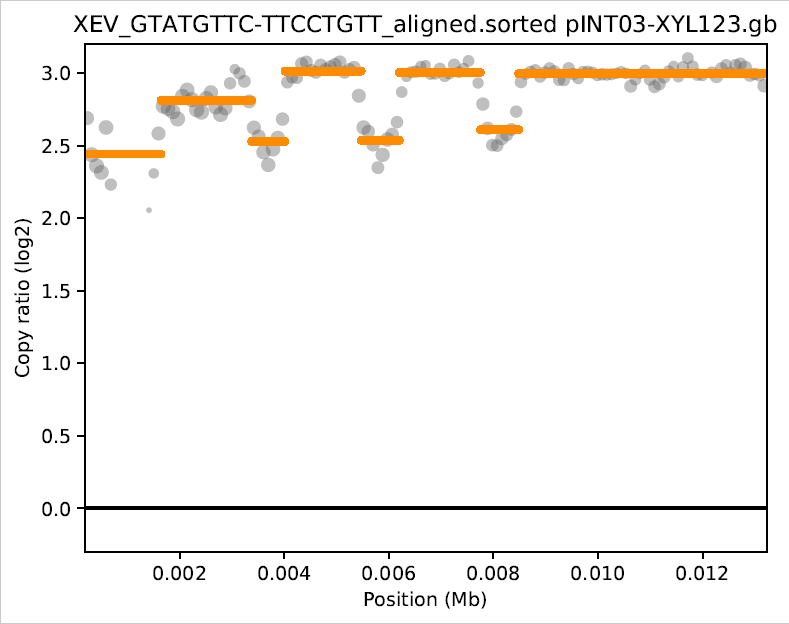 XEV_GTATGTTC-TTCCTGTT_aligned.sorted pINT03-XYL123.gb
3.0
2.5
2.0
1.5
1.0
0.5
0.0
Copy ratio (log2)
0.002 0.004 0.006 0.008 0.010 0.012
Position (Mb)